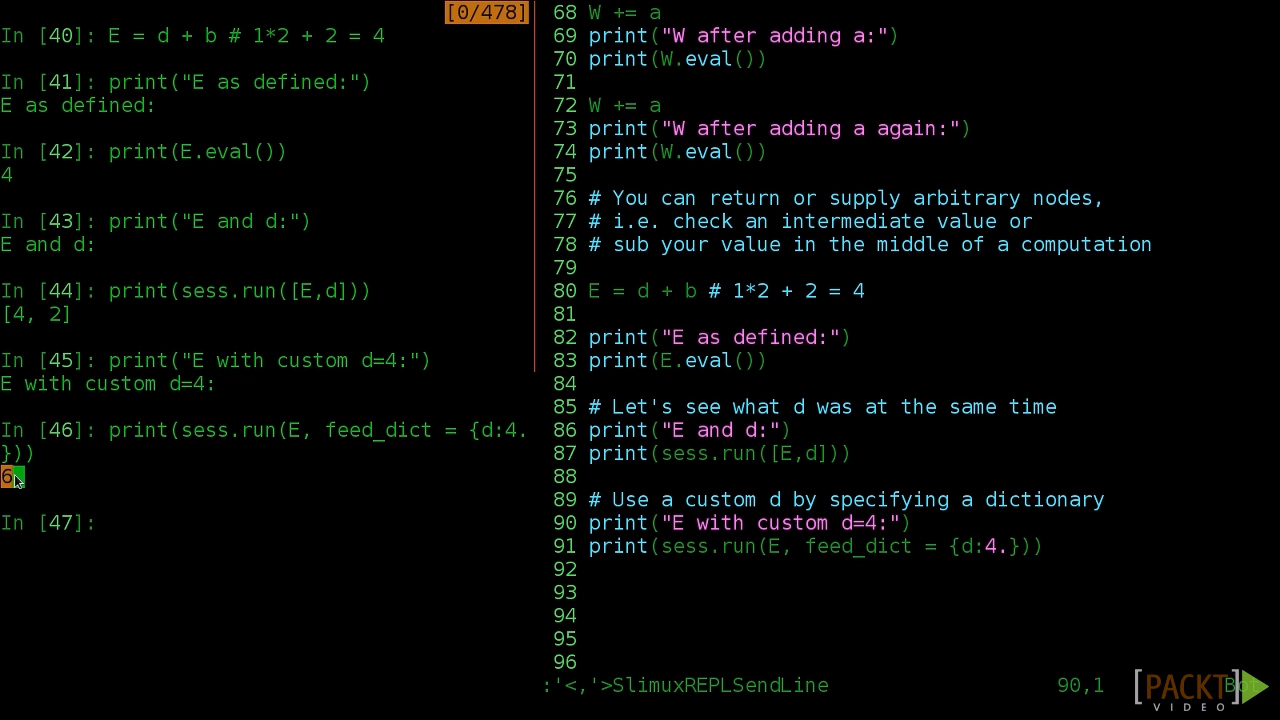 [0/478]
In [40]: E = d + b # 1*2 + 2 = 4
In [41]: print("E as defined:")
E as defined:
In [42]: print(E.eval())
4
In [43]: print("E and d:")
E and d:
In [44]: print(sess.run([E,d]))
[4, 2]
In [45]: print("E with custom d=4:")
E with custom d=4:
In [46]: print(sess.run(E, feed_dict = {d:4.
}))
6
In [47]:
68 W += a
69 print("W after adding a:")
70 print(W.eval())
71
72 W += a
73 print("W after adding a again:")
74 print(W.eval())
75
76 # You can return or supply arbitrary nodes,
77 # i.e. check an intermediate value or
78 # sub your value in the middle of a computation
79
80 E = d + b # 1*2 + 2 = 4
81
82 print("E as defined:")
83 print(E.eval())
84
85 # Let's see what d was at the same time
86 print("E and d:")
87 print(sess.run([E,d]))
88
89 # Use a custom d by specifying a dictionary
90 print("E with custom d=4:")
91 print(sess.run(E, feed_dict = {d:4.}))
92
93
94
95
96
:'<,'>SlimuxREPLSendLine 90,1
[PACKT]
VIDEO